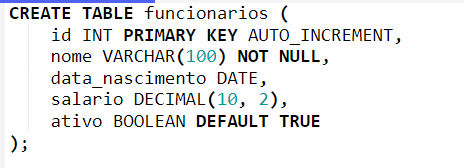 CREATE TABLE funcionarios (
    id INT PRIMARY KEY AUTO_INCREMENT,
    nome VARCHAR(100) NOT NULL,
    data_nascimento DATE,
    salario DECIMAL(10, 2),
    ativo BOOLEAN DEFAULT TRUE
);